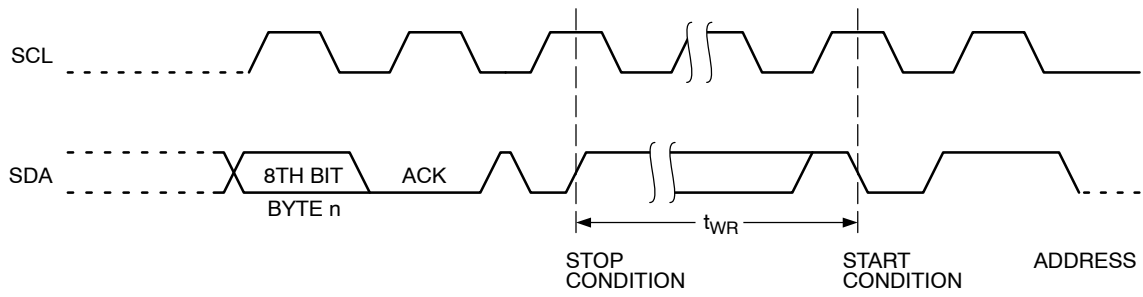 SCL
SDA
8TH BIT
ACK
BYTE n
tWR
STOP
CONDITION
START
CONDITION
ADDRESS